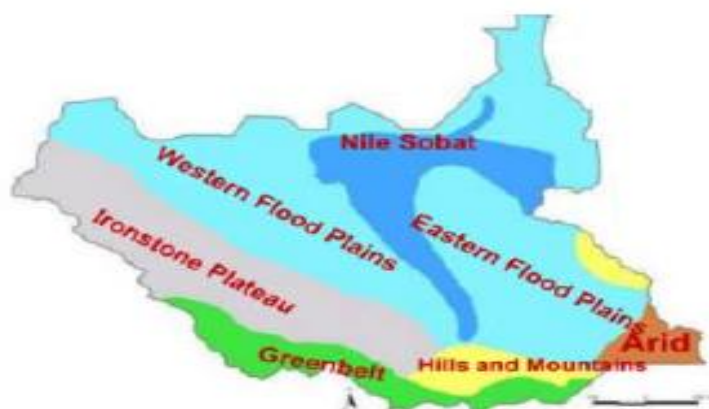 Nile Sobat
Western Flood Plains
Eastern Flood Plains
Ironstone Plateau
Arid
Greenbelt
Hills and Mountains